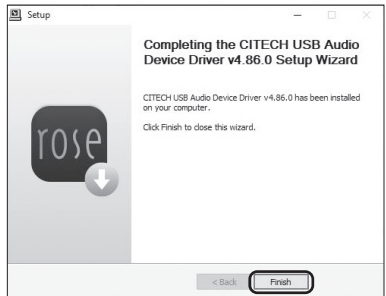 Setup
Completing the CITECH USB Audio
Device Driver v4.86.0 Setup Wizard
CITECH USB Audio Device Driver v4.86.0 has been installed
on your computer.
Click Finish to close this wizard.
rose
< Back Finish